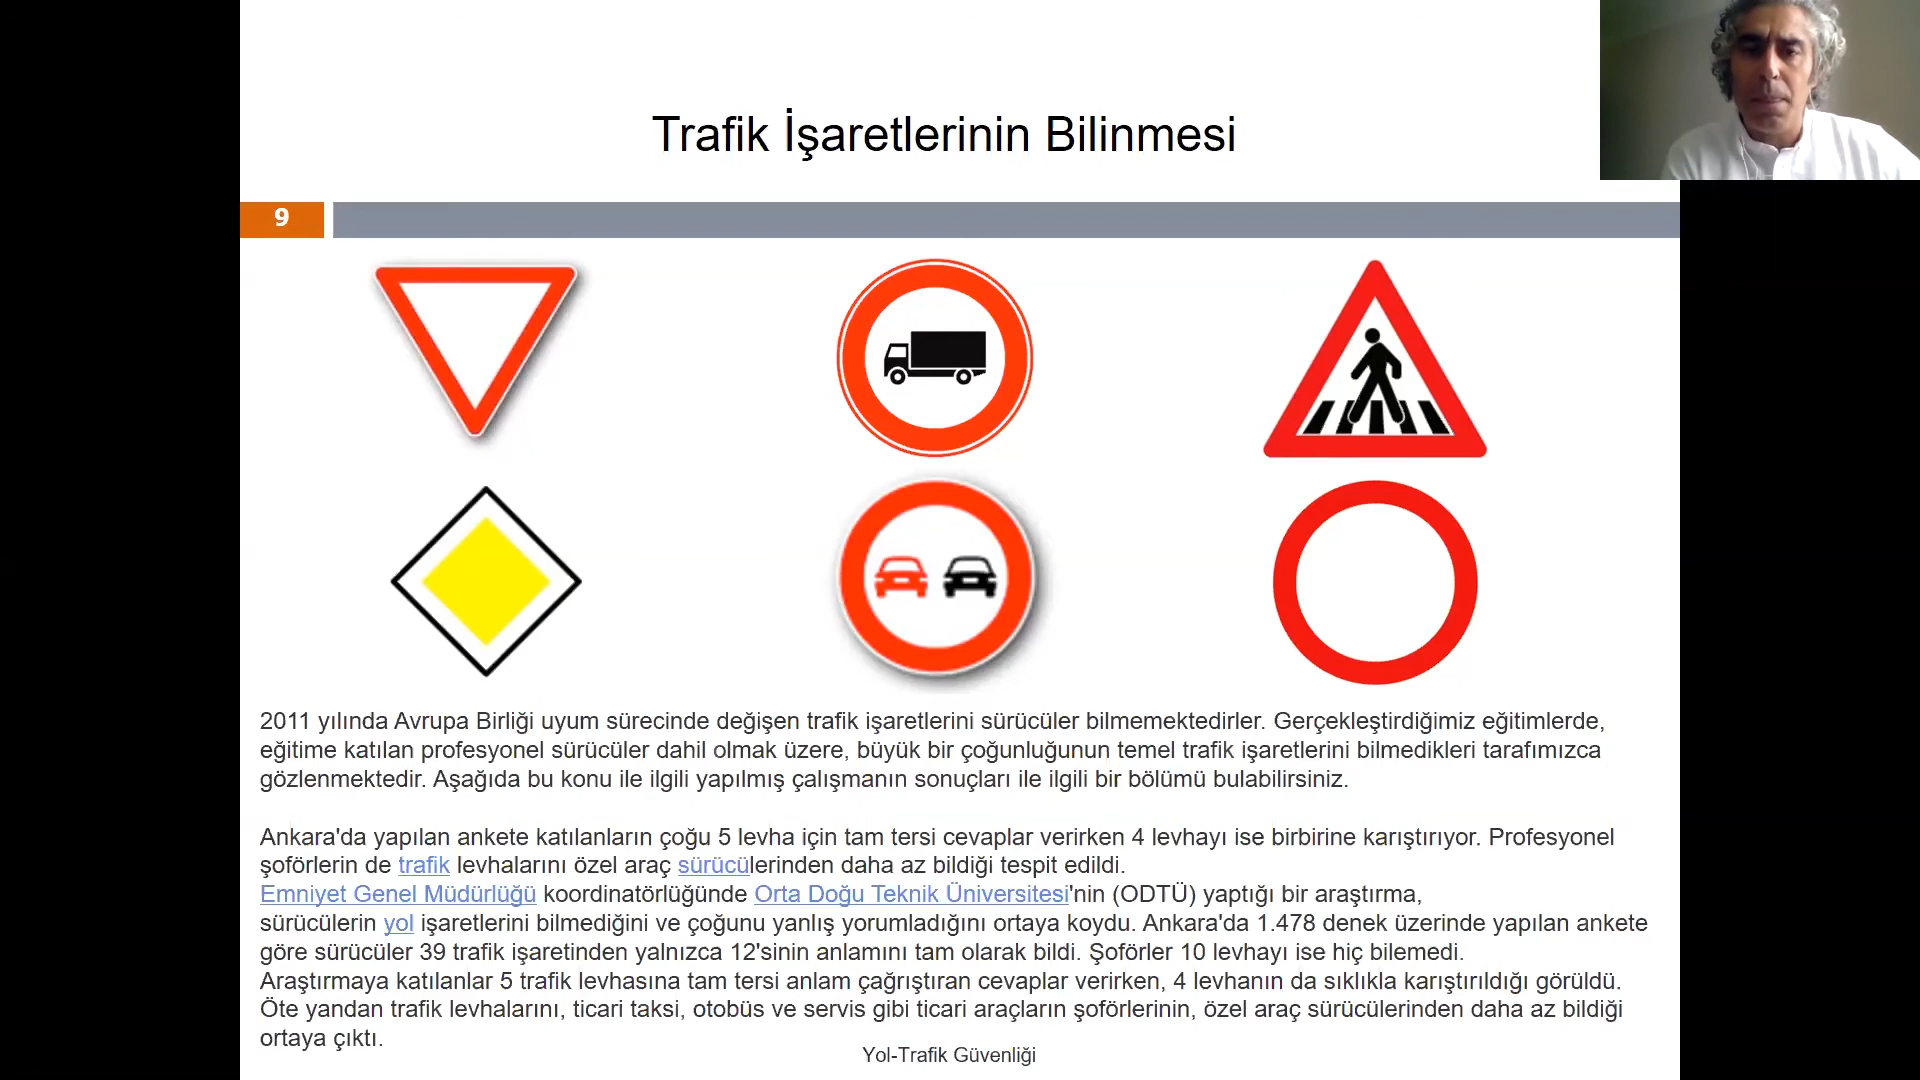 Trafik İşaretlerinin Bilinmesi
9
2011 yılında Avrupa Birliği uyum sürecinde değişen trafik işaretlerini sürücüler bilmemektedirler. Gerçekleştirdiğimiz eğitimlerde,
eğitime katılan profesyonel sürücüler dahil olmak üzere, büyük bir çoğunluğunun temel trafik işaretlerini bilmedikleri tarafımızca
gözlenmektedir. Aşağıda bu konu ile ilgili yapılmış çalışmanın sonuçları ile ilgili bir bölümü bulabilirsiniz.
Ankara'da yapılan ankete katılanların çoğu 5 levha için tam tersi cevaplar verirken 4 levhayı ise birbirine karıştırıyor. Profesyonel
şoförlerin de trafik levhalarını özel araç sürücülerinden daha az bildiği tespit edildi.
Emniyet Genel Müdürlüğü koordinatörlüğünde Orta Doğu Teknik Üniversitesi'nin (ODTÜ) yaptığı bir araştırma,
sürücülerin yol işaretlerini bilmediğini ve çoğunu yanlış yorumladığını ortaya koydu. Ankara'da 1.478 denek üzerinde yapılan ankete
göre sürücüler 39 trafik işaretinden yalnızca 12'sinin anlamını tam olarak bildi. Şoförler 10 levhayı ise hiç bilemedi.
Araştırmaya katılanlar 5 trafik levhasına tam tersi anlam çağrıştıran cevaplar verirken, 4 levhanın da sıklıkla karıştırıldığı görüldü.
Öte yandan trafik levhalarını, ticari taksi, otobüs ve servis gibi ticari araçların şoförlerinin, özel araç sürücülerinden daha az bildiği
ortaya çıktı.
Yol-Trafik Güvenliği